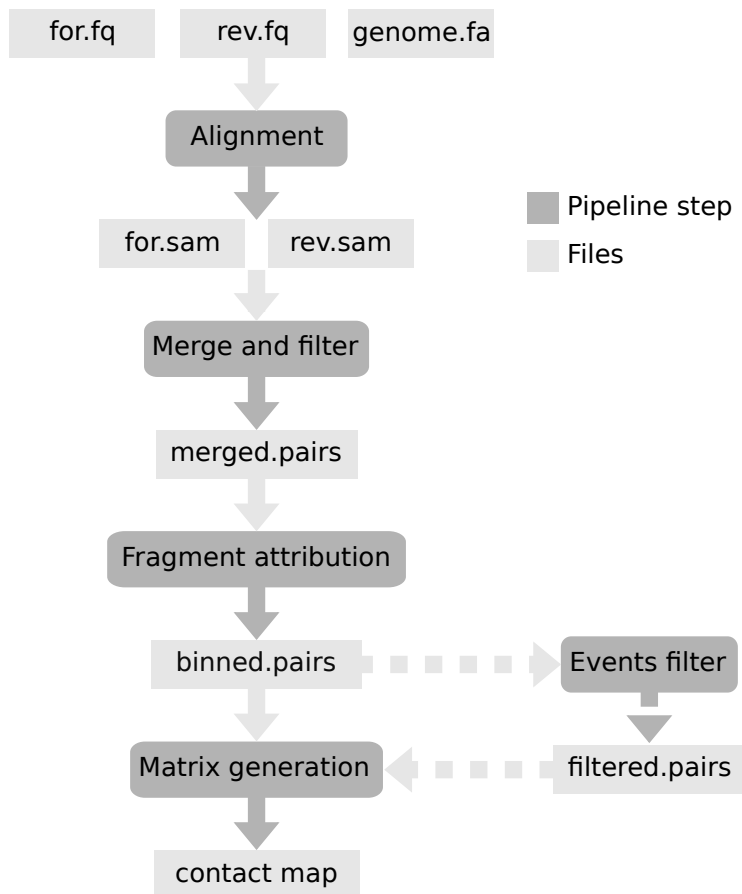 for.fq
rev.fq
genome.fa
Alignment
Pipeline step
for.sam
rev.sam
Files
Merge and filter
merged.pairs
Fragment attribution
binned.pairs
Events filter
Matrix generation
filtered.pairs
contact map